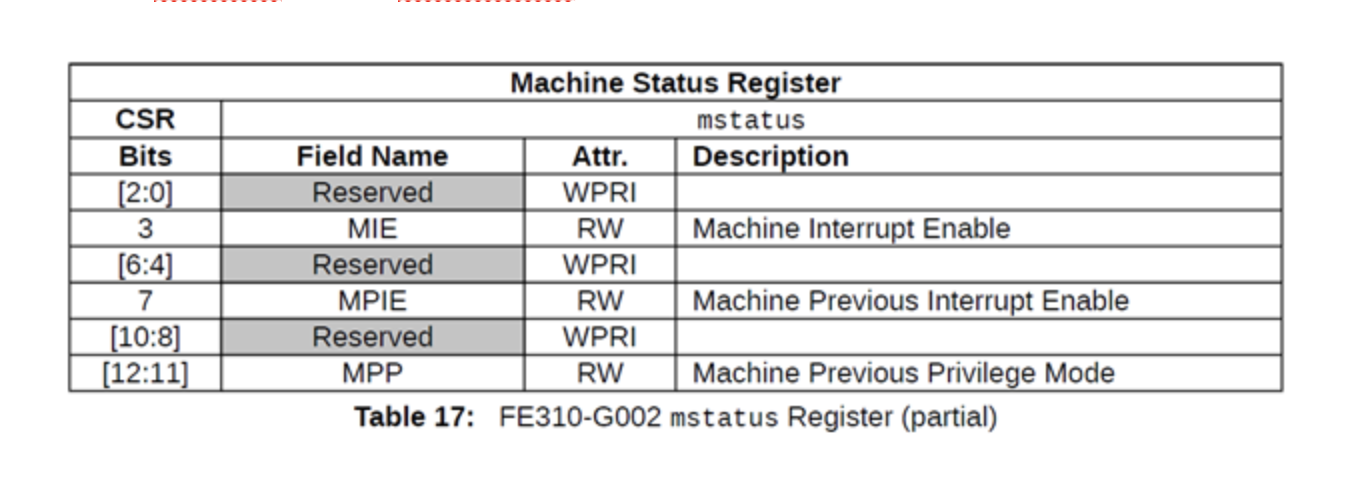 Machine Status Register
CSR mstatus
Bits Field Name Attr. Description
[2:0] Reserved WPRI
3 MIE RW Machine Interrupt Enable
[6:4] Reserved WPRI
7 MPIE RW Machine Previous Interrupt Enable
[10:8] Reserved WPRI
[12:11] MPP RW Machine Previous Privilege Mode
Table 17: FE310-G002 mstatus Register (partial)